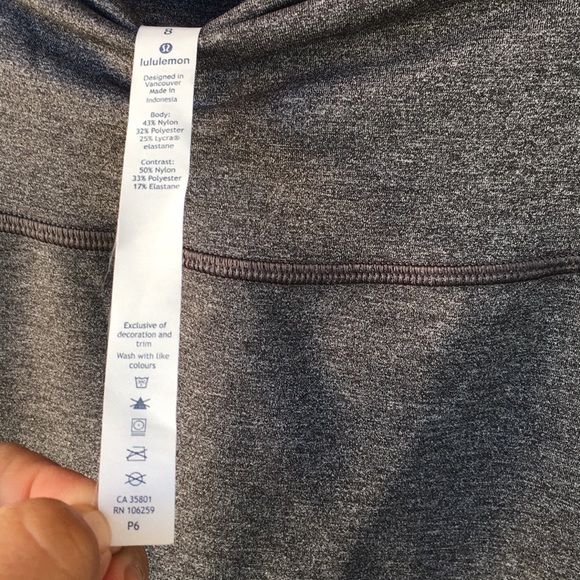 8
lululemon
Designed in
Vancouver
Made in
Indonesia
Body:
43% Nylon
32% Polyester
25% Lycra®
elastane
Contrast:
50% Nylon
33% Polyester
17% Elastane
Exclusive of
decoration and
trim
Wash with like
colours
CA 35801
RN 106259
P6